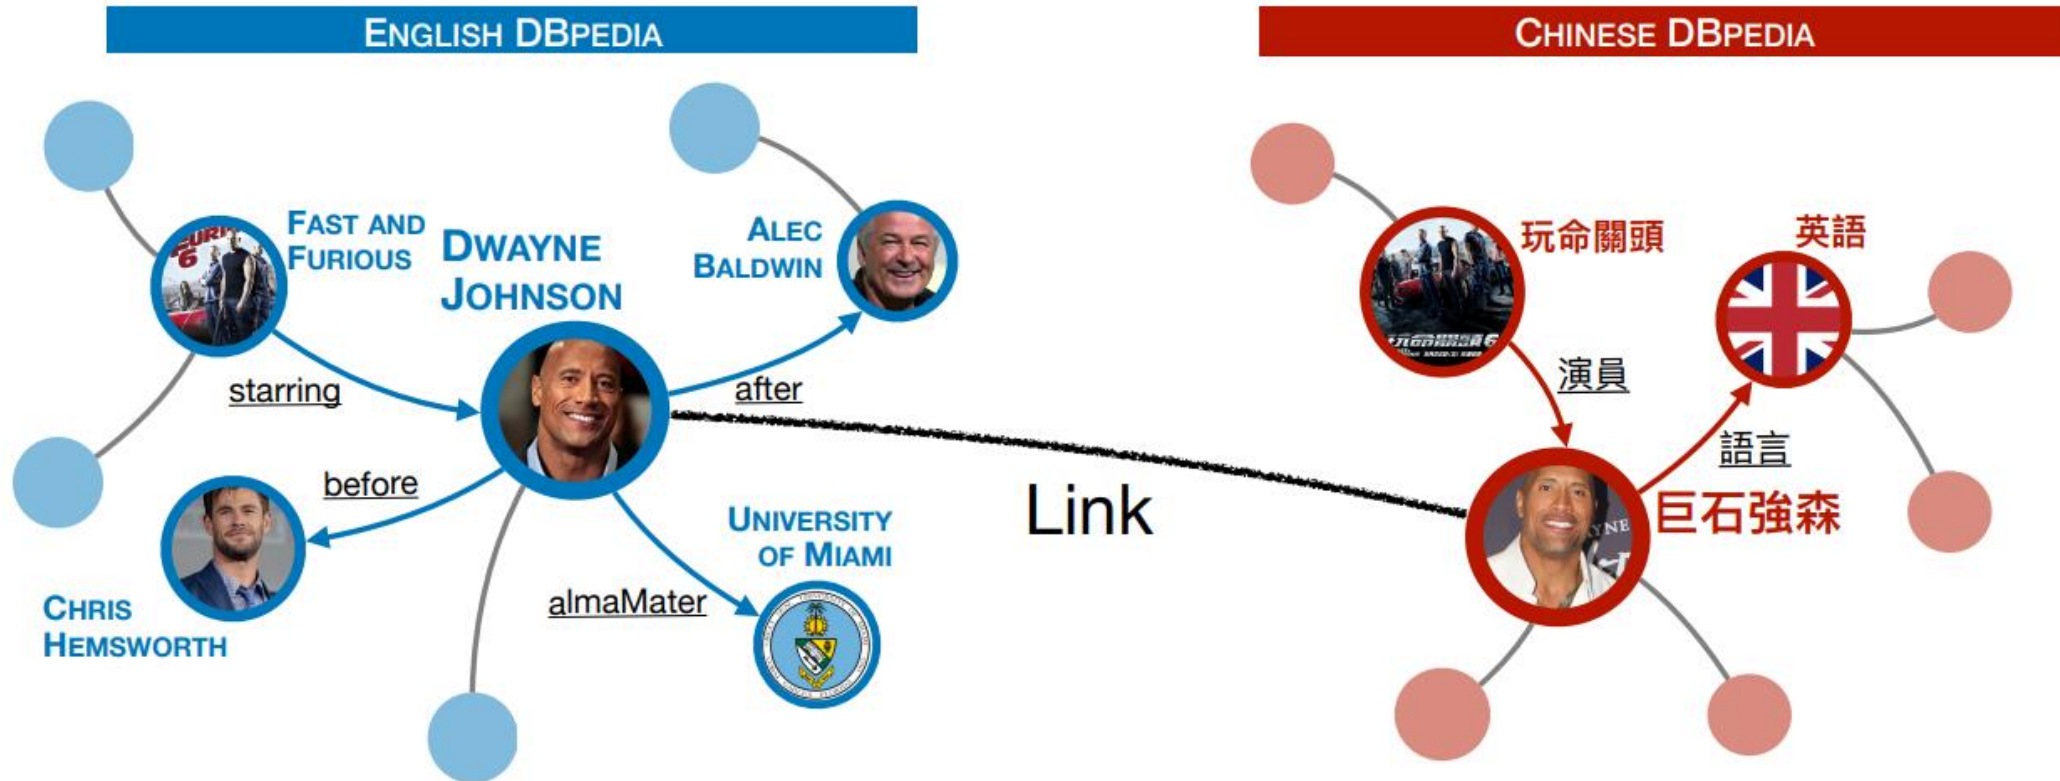 ENGLISH DBPEDIA
CHINESE DBPEDIA
FAST AND
FURIOUS
DWAYNE
JOHNSON
ALEC
BALDWIN
starring
after
before
CHRIS
HEMSWORTH
almaMater
UNIVERSITY
OF MIAMI
Link
玩命關頭
英語
演員
語言
巨石強森
6